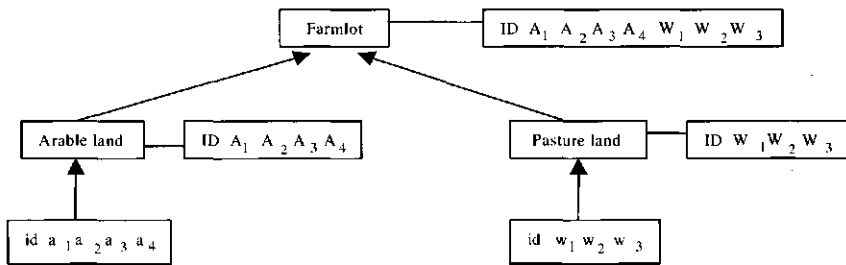 Farmlot
ID A₁ A₂ A₃ A₄ W₁ W₂ W₃
Arable land
ID A₁ A₂ A₃ A₄
Pasture land
ID W₁ W₂ W₃
id a₁ a₂ a₃ a₄
id w₁ w₂ w₃